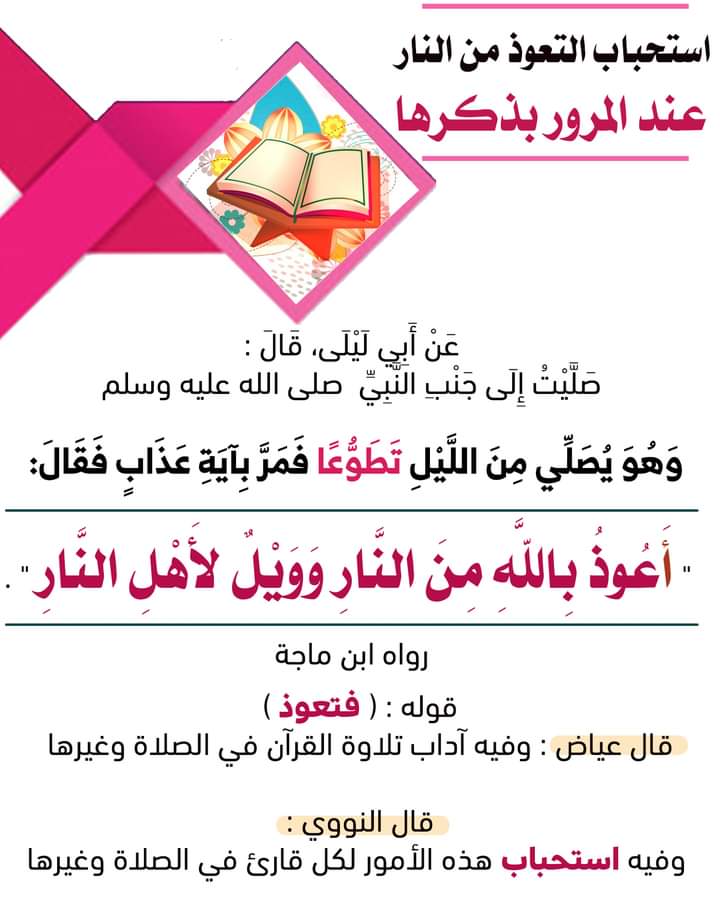 استحباب التعوذ من النار
عند المرور بذكرها
عَنْ أَبِي لَيْلَى، قَالَ :
صَلَّيْتُ إِلَى جَنْبِ النَّبِيِّ صلى الله عليه وسلم
وَهُوَ يُصَلِّي مِنَ اللَّيْلِ تَطَوُّعًا فَمَرَّ بِآيَةِ عَذَابٍ فَقَالَ:
" أَعُوذُ بِاللَّهِ مِنَ النَّارِ وَوَيْلٌ لأَهْلِ النَّارِ " .
رواه ابن ماجة
قوله : ( فتعوذ )
قال عياض : وفيه آداب تلاوة القرآن في الصلاة وغيرها
قال النووي :
وفيه استحباب هذه الأمور لكل قارئ في الصلاة وغيرها